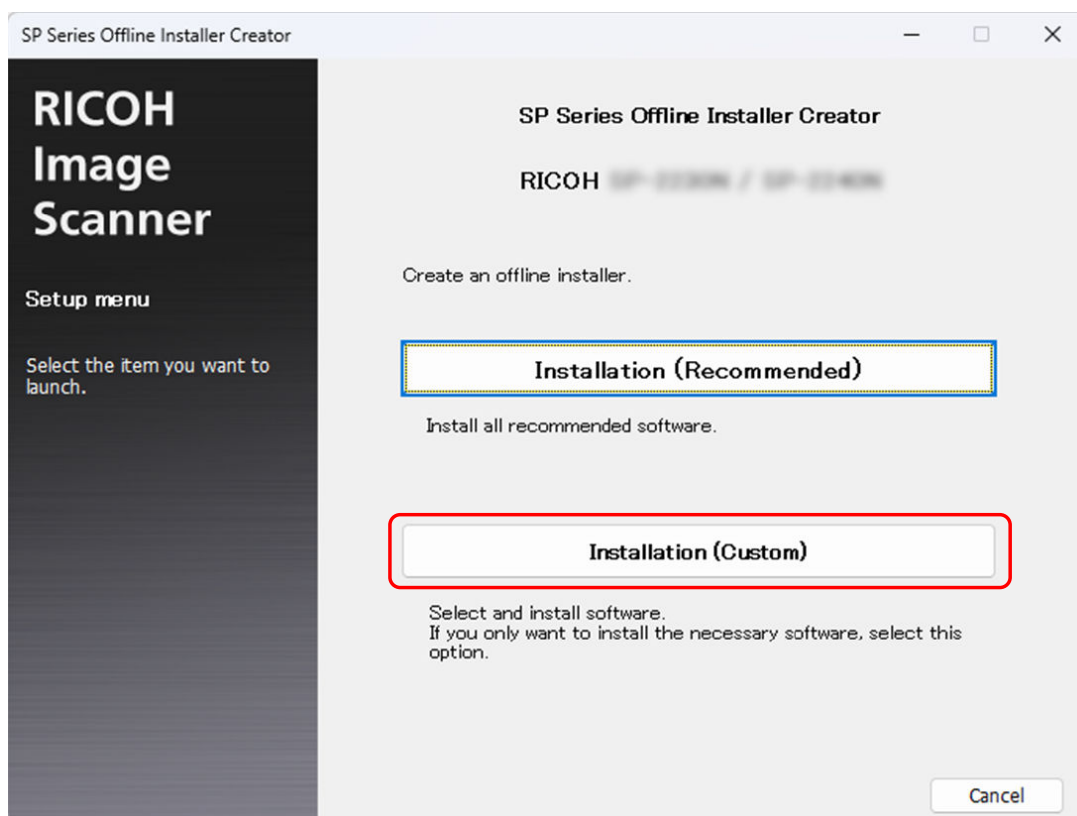 SP Series Offline Installer Creator
RICOH
Image
Scanner
Setup menu
Select the item you want to
launch.
SP Series Offline Installer Creator
RICOH
Create an offline installer.
Installation (Recommended)
Install all recommended software.
Installation (Custom)
Select and install software.
If you only want to install the necessary software, select this
option.
Cancel